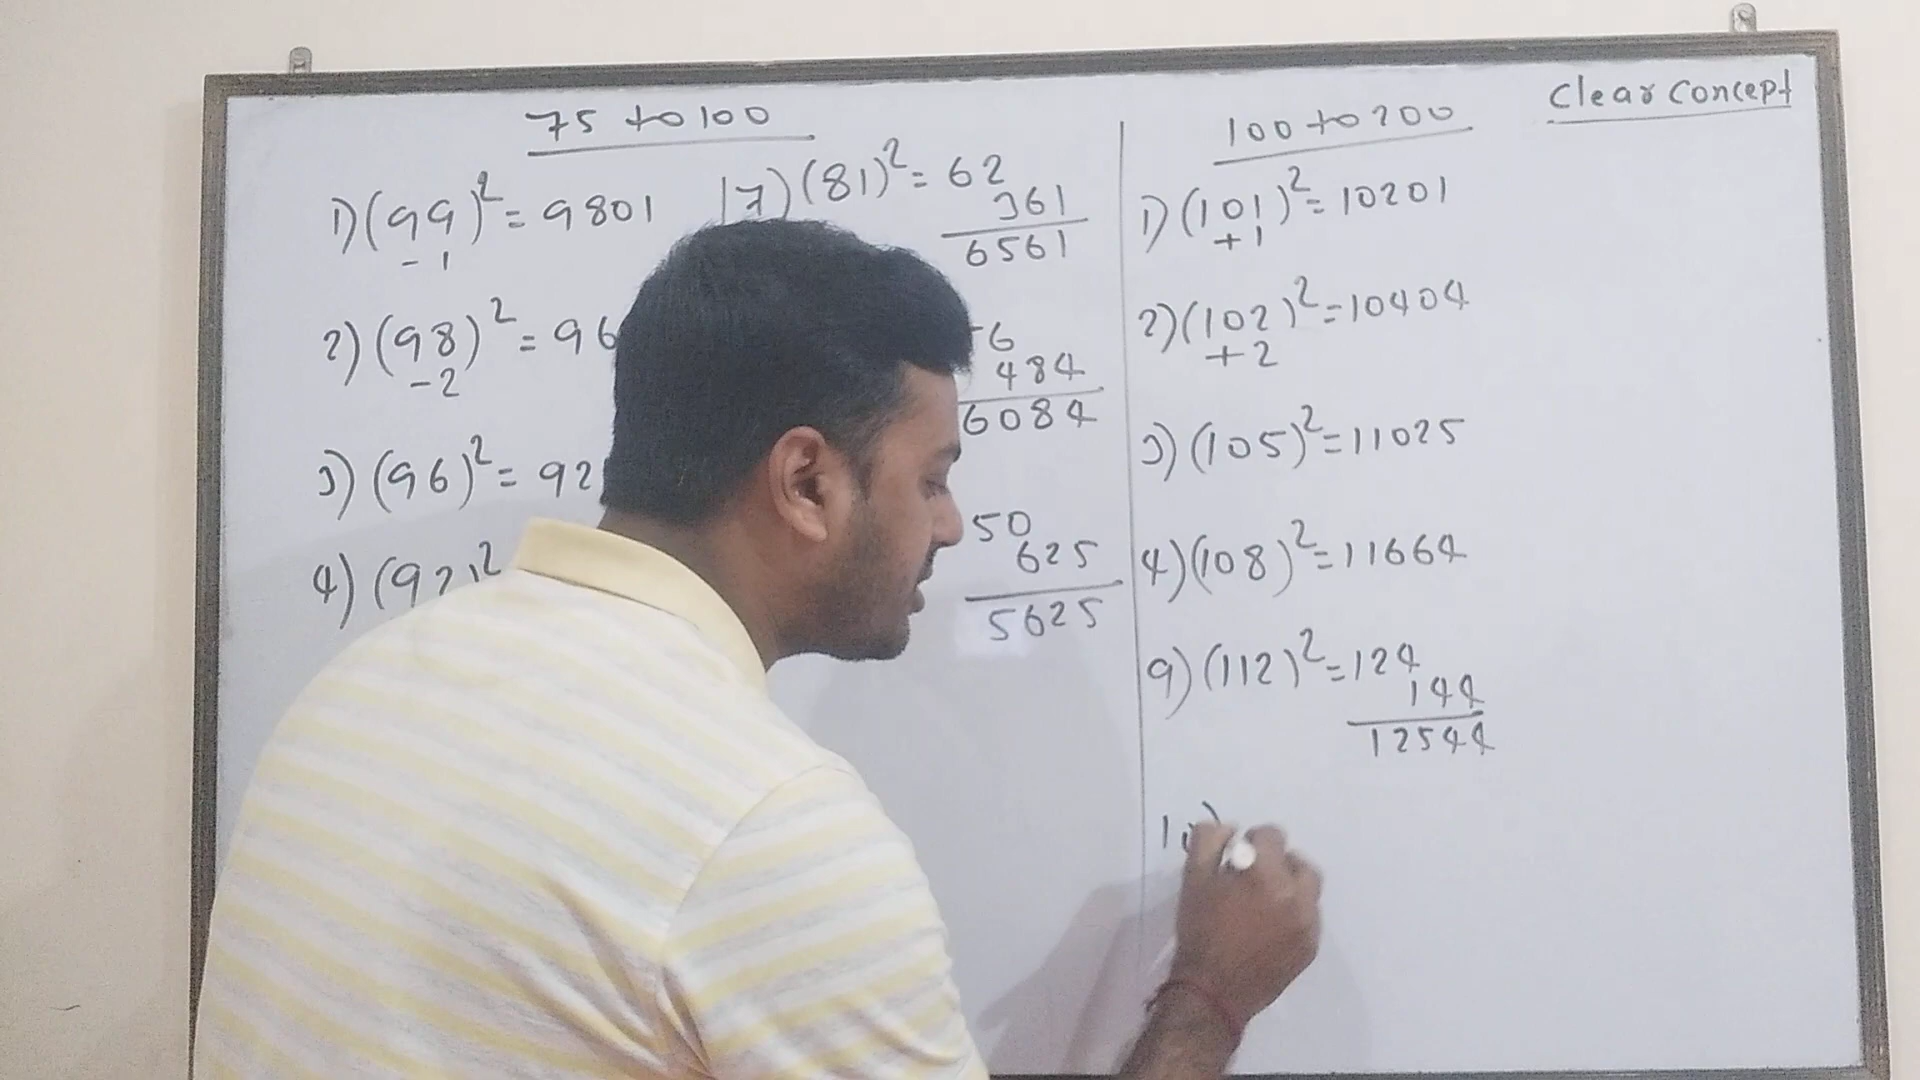 Clear Concept
75 to 100
1) (99)² = 9801
-1
2) (98)² = 96
-2
3) (96)² = 92
4) (92)²
17) (81)² = 62
361
6561
6
484
6084
50
625
5625
100 to 200
1) (101)² = 10201
+1
2) (102)² = 10404
+2
3) (105)² = 11025
4) (108)² = 11664
9) (112)² = 124
144
12544
10)